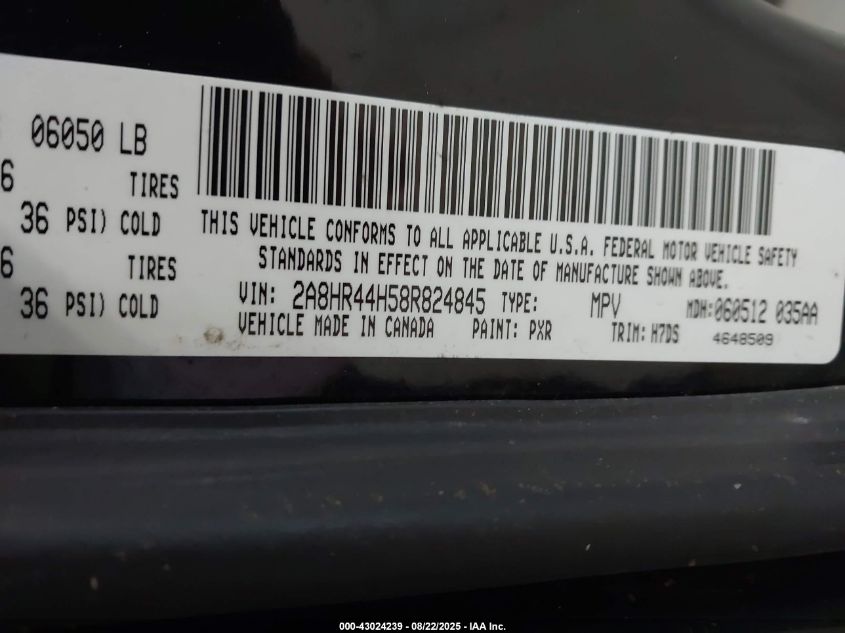 06050 LB
6 TIRES
36 PSI) COLD
6 TIRES
36 PSI) COLD
THIS VEHICLE CONFORMS TO ALL APPLICABLE U.S.A. FEDERAL MOTOR VEHICLE SAFETY
STANDARDS IN EFFECT ON THE DATE OF MANUFACTURE SHOWN ABOVE.
VIN: 2A8HR44H58R824845 TYPE: MPV MDH:060512 035AA
VEHICLE MADE IN CANADA PAINT: PXR TRIM: H7DS 4648509
000-43024239 - 08/22/2025 - IAA Inc.